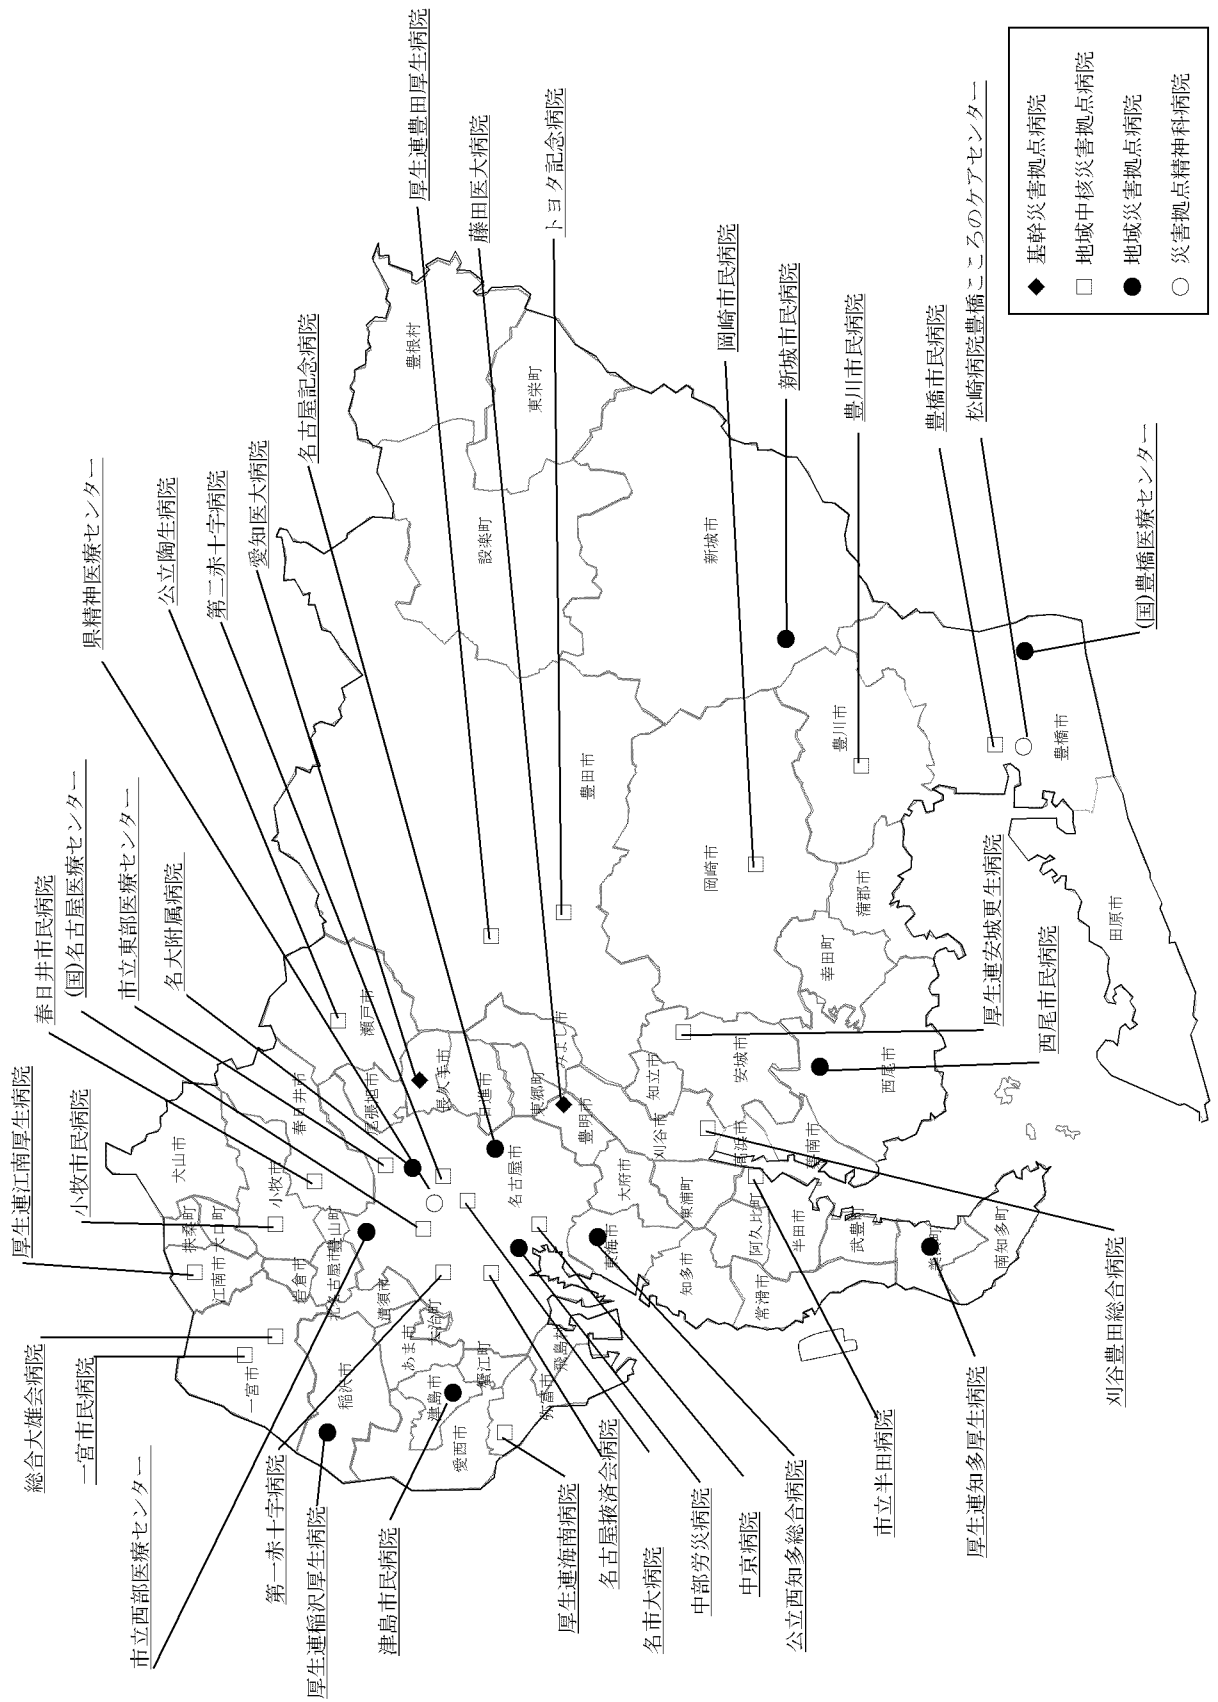 県精神医療センター
公立陶生病院
第二赤十字病院
愛知医大病院
名古屋記念病院
厚生連豊田厚生病院
藤田医大病院
トヨタ記念病院
岡崎市民病院
新城市民病院
豊川市民病院
豊橋市民病院
松崎病院豊橋こころのケアセンター
(国)豊橋医療センター
基幹災害拠点病院
地域中核災害拠点病院
地域災害拠点病院
災害拠点精神科病院
厚生連江南厚生病院
小牧市民病院
春日井市民病院
(国)名古屋医療センター
市立東部医療センター
名大附属病院
総合大雄会病院
一宮市民病院
市立西部医療センター
第一赤十字病院
厚生連稲沢厚生病院
津島市民病院
厚生連海南病院
名古屋掖済会病院
名市大病院
中部労災病院
中京病院
公立西知多総合病院
市立半田病院
厚生連知多厚生病院
刈谷豊田総合病院
西尾市民病院
厚生連安城更生病院
豊根村
東栄町
設楽町
新城市
豊田市
豊川市
豊橋市
岡崎市
蒲郡市
幸田町
田原市
瀬戸市
春日井市
尾張旭市
長久手市
日進市
東郷町
みよし市
豊明市
知立市
安城市
西尾市
刈谷市
高浜市
碧南市
犬山市
小牧市
扶桑町
大口町
江南市
岩倉市
豊山町
北名古屋市
清須市
名古屋市
大府市
東浦町
東海市
阿久比町
半田市
武豊町
美浜町
南知多町
知多市
常滑市
一宮市
稲沢市
あま市
大治町
津島市
愛西市
蟹江町
弥富市
飛島村